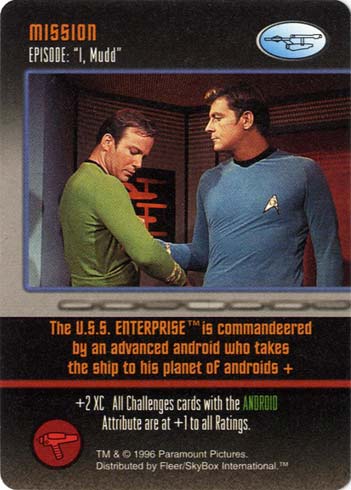 MISSION
EPISODE: "I, Mudd"
The U.S.S. ENTERPRISE™ is commandeered
by an advanced android who takes
the ship to his planet of androids +
+2 XC All Challenges cards with the ANDROID
Attribute are at +1 to all Ratings.
TM & © 1996 Paramount Pictures.
Distributed by Fleer/SkyBox International.™